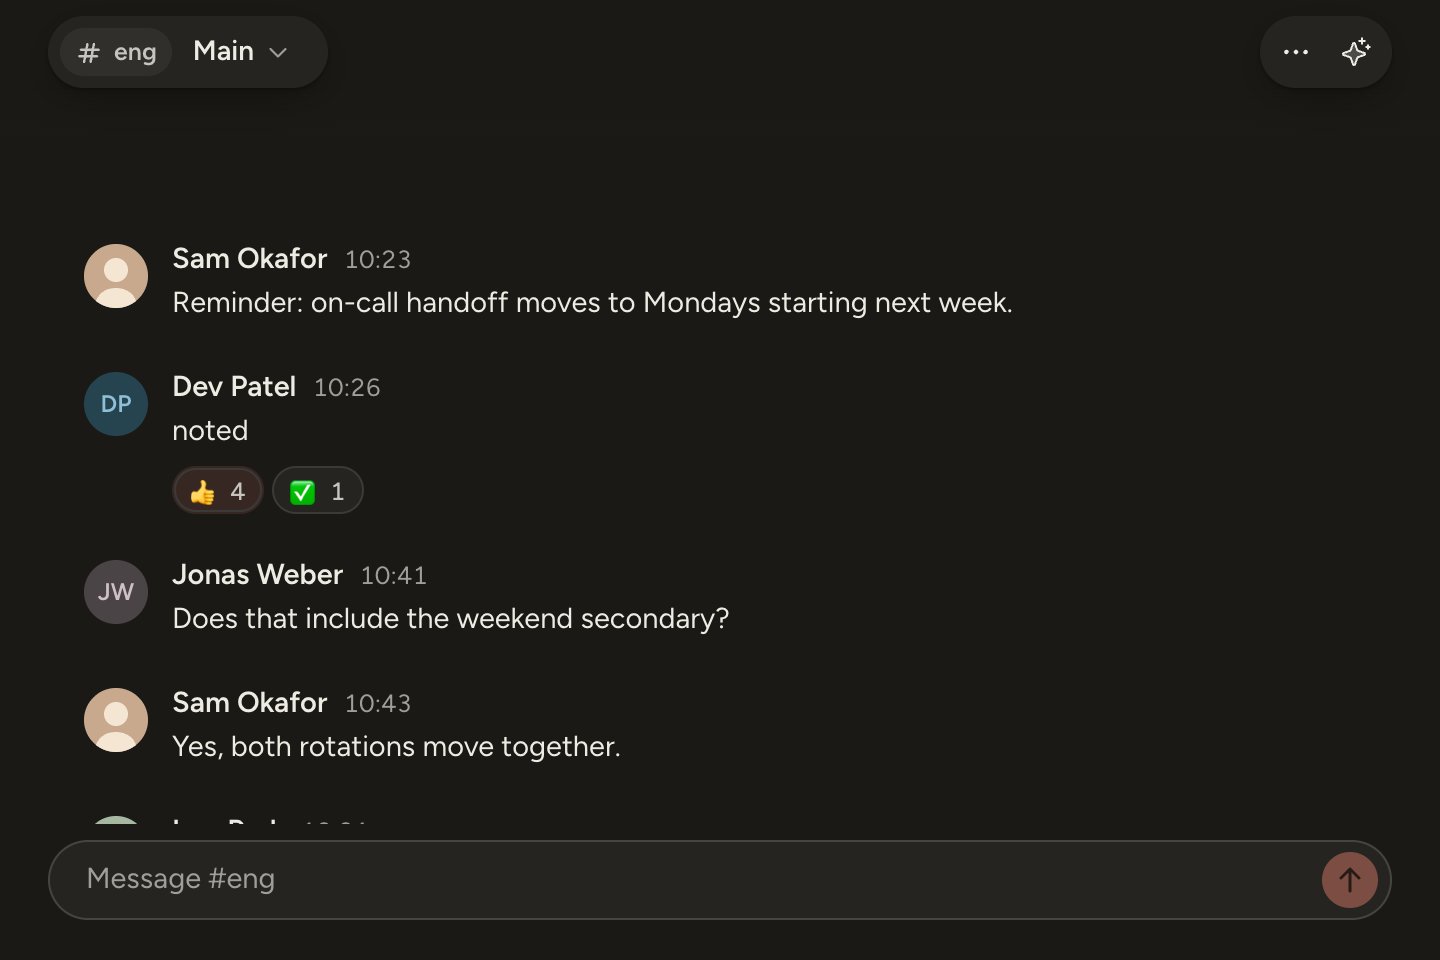 # eng Main
Sam Okafor 10:23
Reminder: on-call handoff moves to Mondays starting next week.
DP
Dev Patel 10:26
noted
👍 4 ✅ 1
JW
Jonas Weber 10:41
Does that include the weekend secondary?
Sam Okafor 10:43
Yes, both rotations move together.
Message #eng